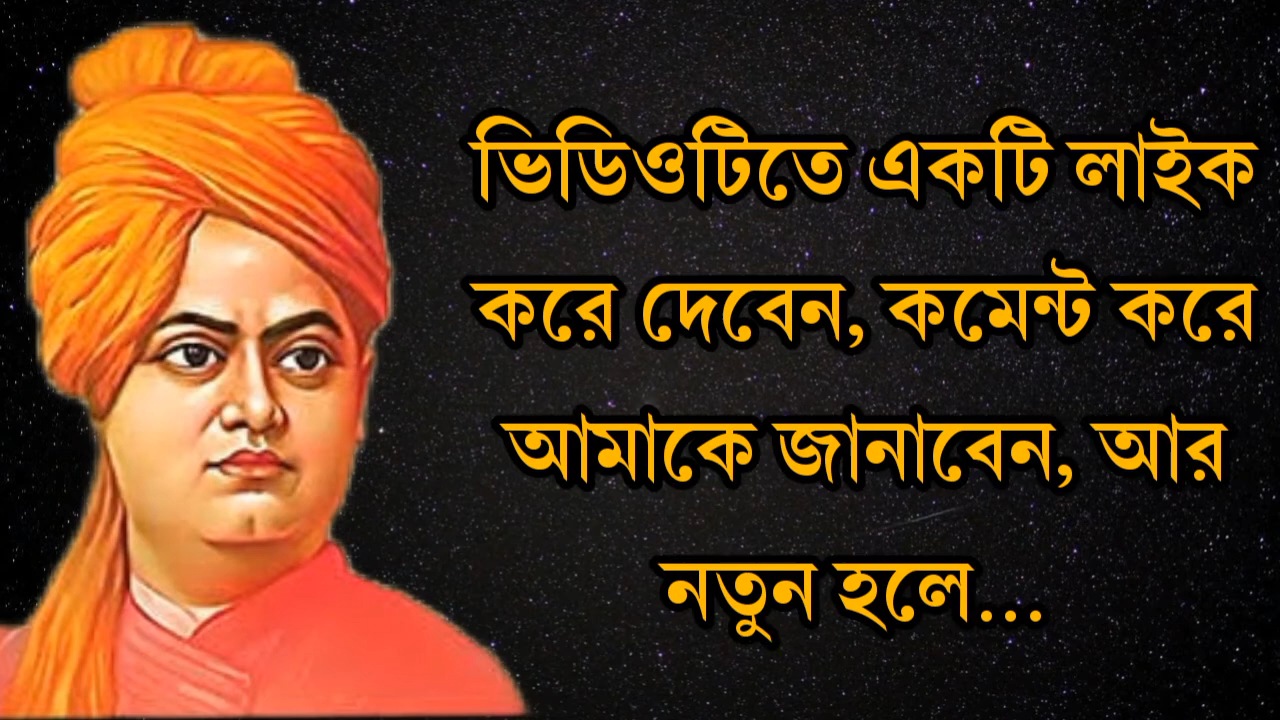 ভিডিওটিতে একটি লাইক
করে দেবেন, কমেন্ট করে
আমাকে জানাবেন, আর
নতুন হলে...